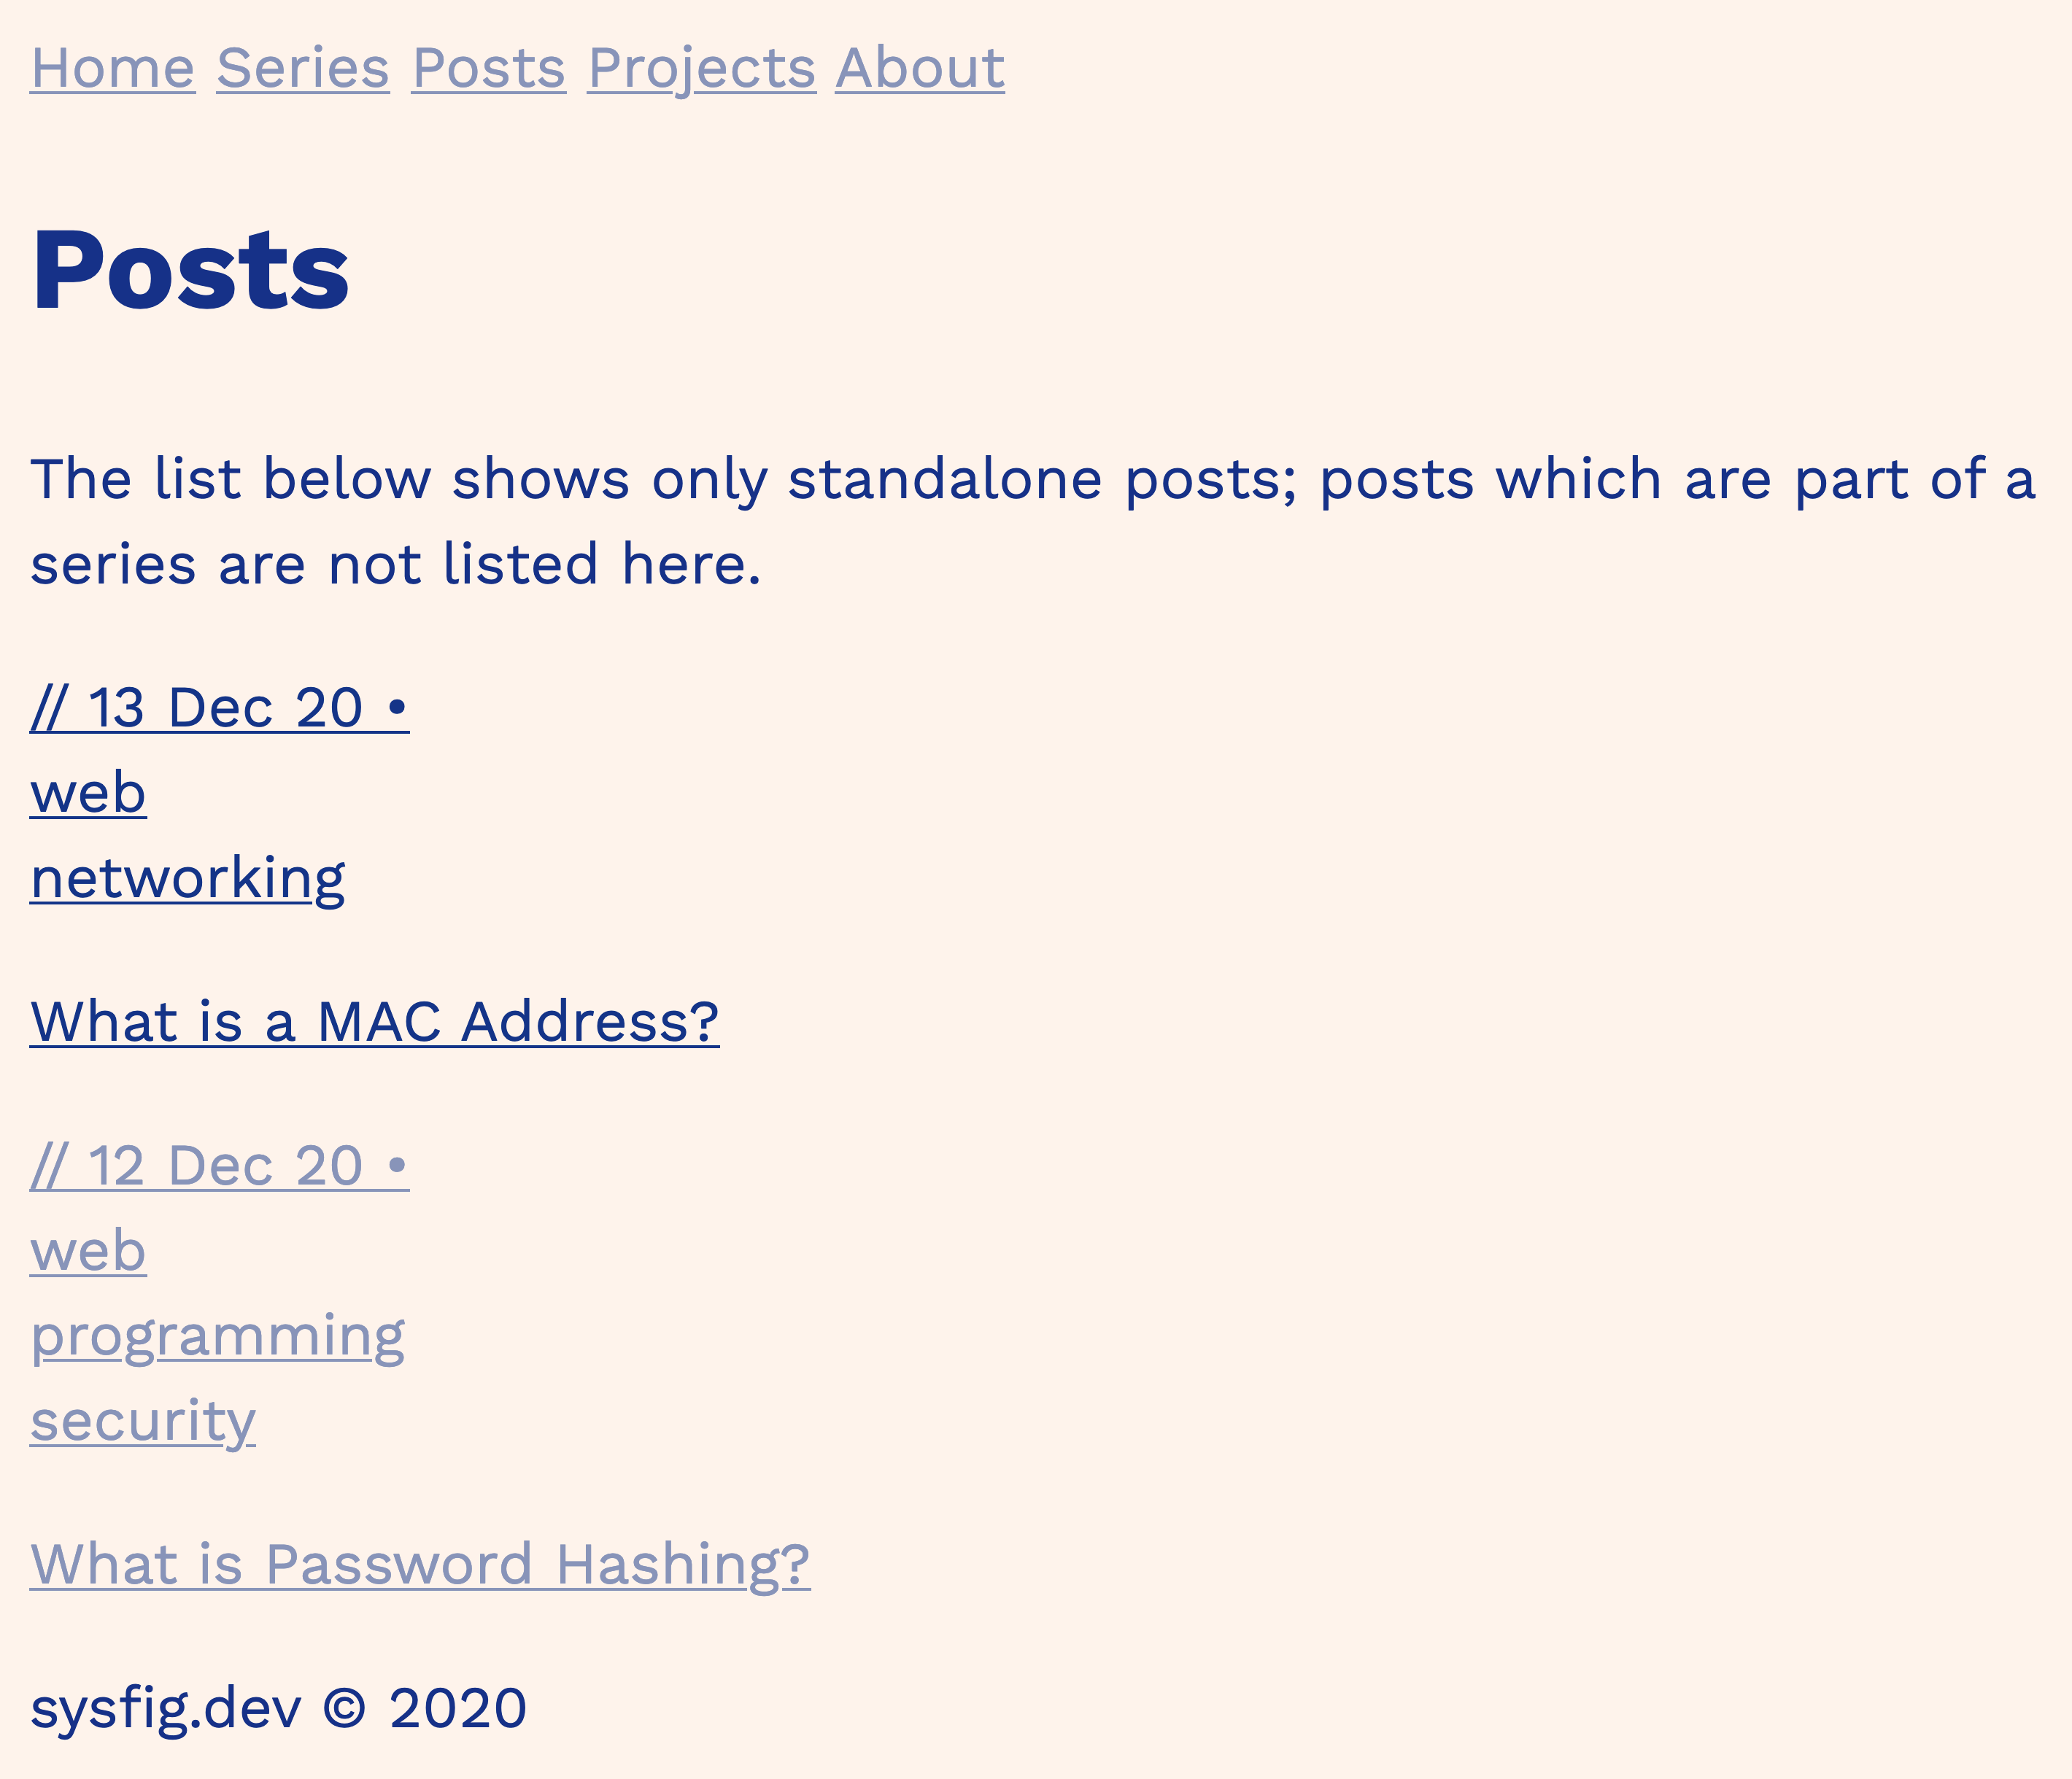 Home Series Posts Projects About
Posts
The list below shows only standalone posts; posts which are part of a
series are not listed here.
// 13 Dec 20 •
web
networking
What is a MAC Address?
// 12 Dec 20 •
web
programming
security
What is Password Hashing?
sysfig.dev © 2020